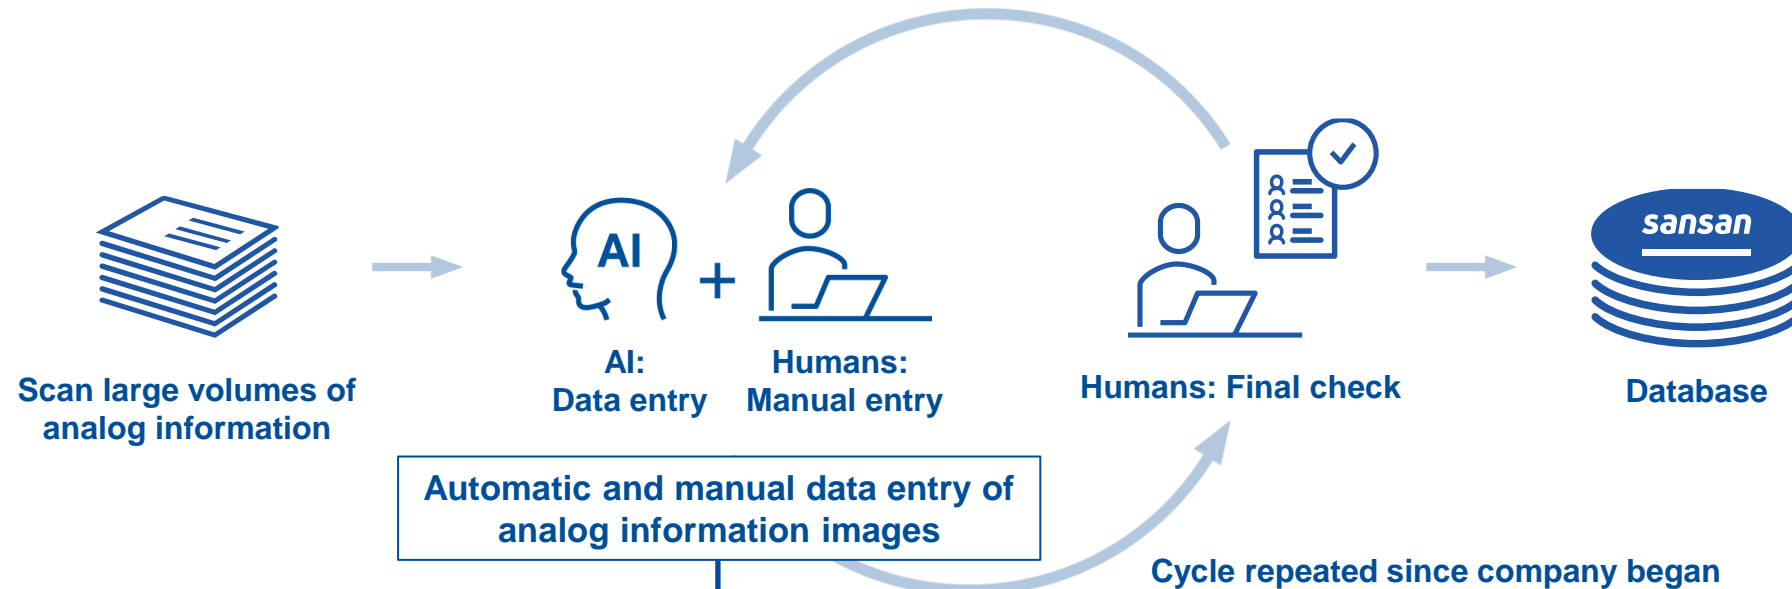 Scan large volumes of
analog information
AI
+
AI:
Data entry
Humans:
Manual entry
Automatic and manual data entry of
analog information images
Humans: Final check
sansan
Database
Cycle repeated since company began